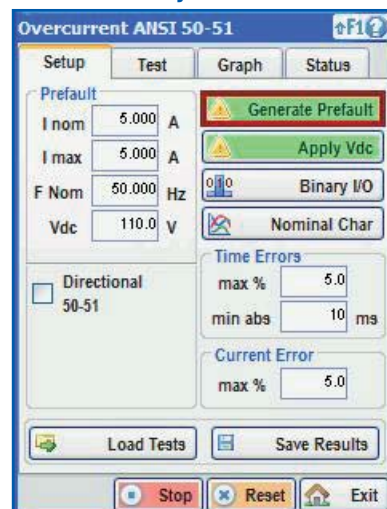 Overcurrent ANSI 50-51
F1
Setup Test Graph Status
Prefault
I nom 5.000 A
I max 5.000 A
F Nom 50.000 Hz
Vdc 110.0 V
Directional
50-51
Generate Prefault
Apply Vdc
Binary I/O
Nominal Char
Time Errors
max % 5.0
min abs 10 ms
Current Error
max % 5.0
Load Tests Save Results
Stop Reset Exit